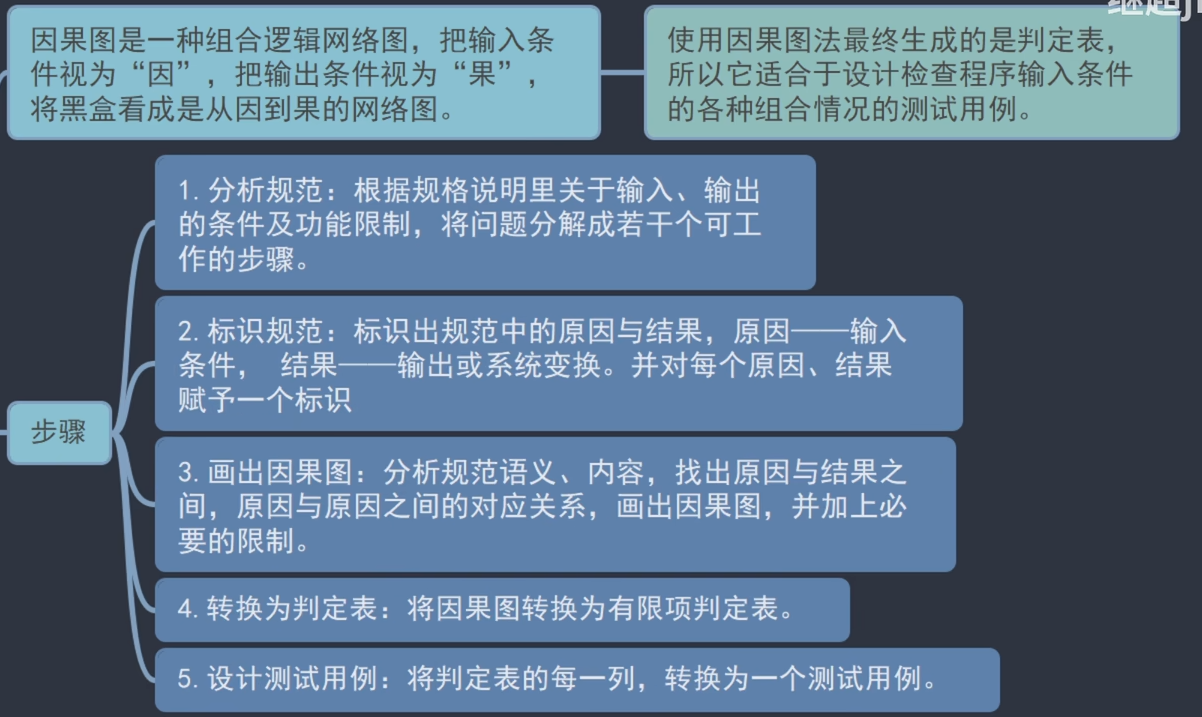 因果图是一种组合逻辑网络图，把输入条
件视为“因”，把输出条件视为“果”，
将黑盒看成是从因到果的网络图。
使用因果图法最终生成的是判定表，
所以它适合于设计检查程序输入条件
的各种组合情况的测试用例。
步骤
1.分析规范：根据规格说明里关于输入、输出
的条件及功能限制，将问题分解成若干个可工
作的步骤。
2.标识规范：标识出规范中的原因与结果，原因——输入
条件， 结果——输出或系统变换。并对每个原因、结果
赋予一个标识
3.画出因果图：分析规范语义、内容，找出原因与结果之
间，原因与原因之间的对应关系，画出因果图，并加上必
要的限制。
4.转换为判定表：将因果图转换为有限项判定表。
5.设计测试用例：将判定表的每一列，转换为一个测试用例。